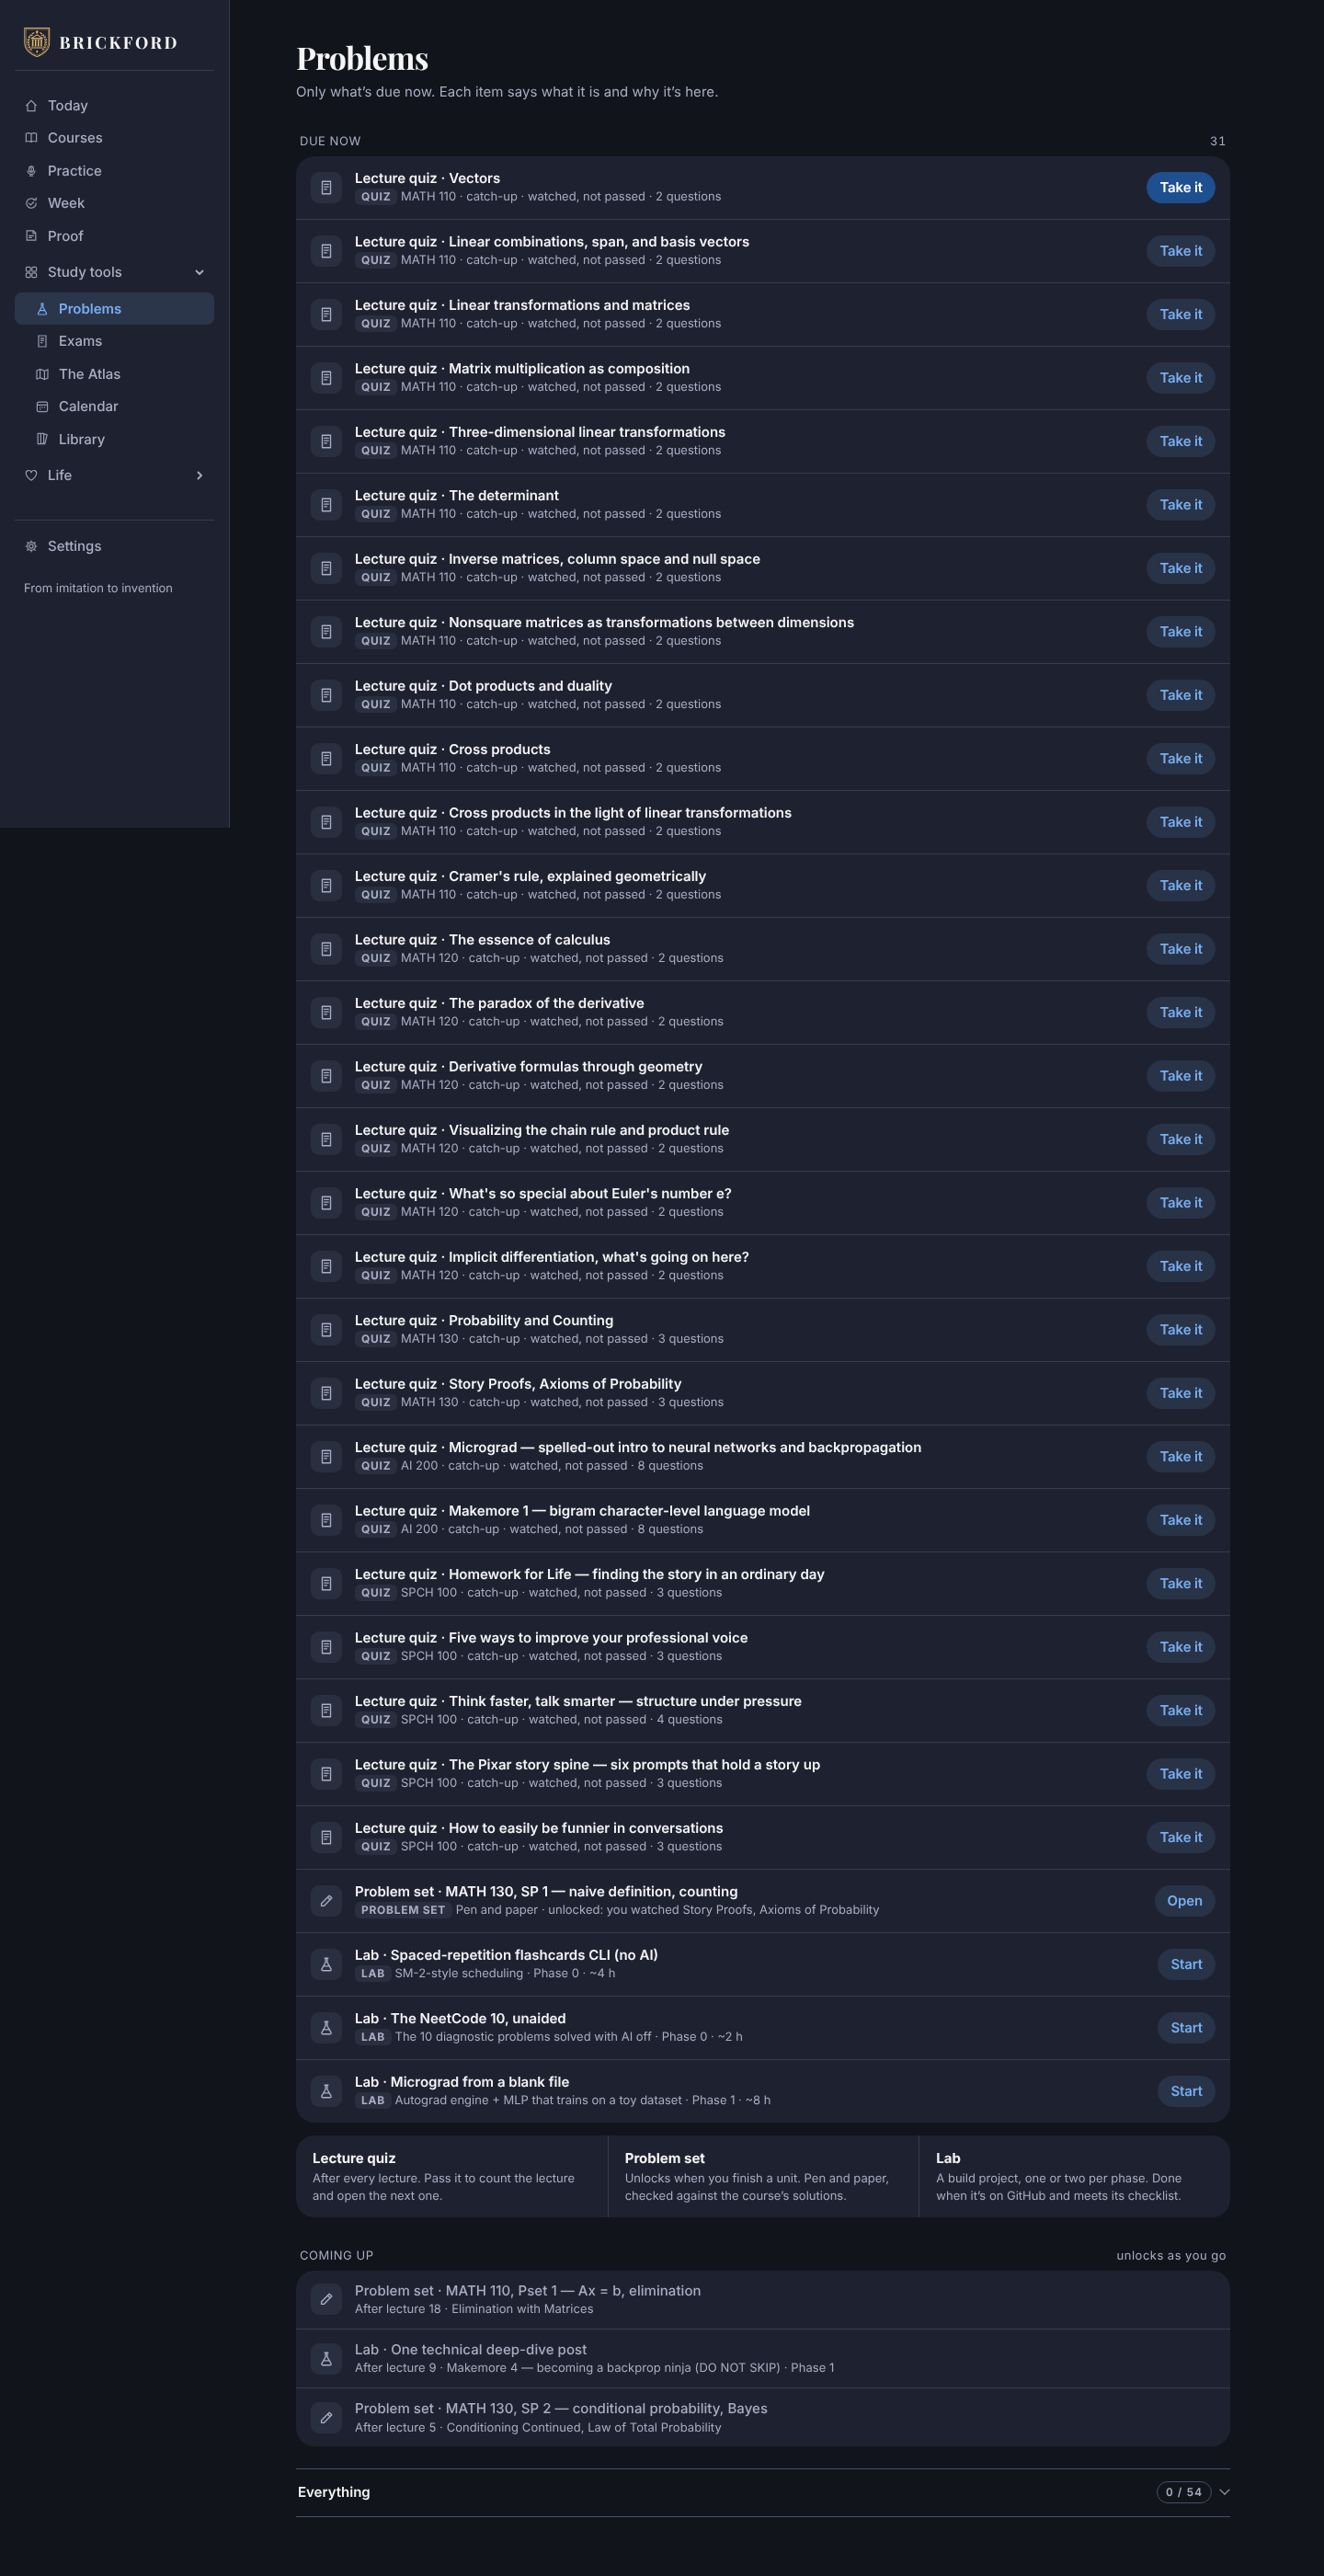 BRICKFORD
Today
Courses
Practice
Week
Proof
Study tools
Problems
Exams
The Atlas
Calendar
Library
Life
Settings
From imitation to invention
Problems
Only what’s due now. Each item says what it is and why it’s here.
DUE NOW 31
Lecture quiz · Vectors
QUIZ MATH 110 · catch-up · watched, not passed · 2 questions
Take it
Lecture quiz · Linear combinations, span, and basis vectors
QUIZ MATH 110 · catch-up · watched, not passed · 2 questions
Take it
Lecture quiz · Linear transformations and matrices
QUIZ MATH 110 · catch-up · watched, not passed · 2 questions
Take it
Lecture quiz · Matrix multiplication as composition
QUIZ MATH 110 · catch-up · watched, not passed · 2 questions
Take it
Lecture quiz · Three-dimensional linear transformations
QUIZ MATH 110 · catch-up · watched, not passed · 2 questions
Take it
Lecture quiz · The determinant
QUIZ MATH 110 · catch-up · watched, not passed · 2 questions
Take it
Lecture quiz · Inverse matrices, column space and null space
QUIZ MATH 110 · catch-up · watched, not passed · 2 questions
Take it
Lecture quiz · Nonsquare matrices as transformations between dimensions
QUIZ MATH 110 · catch-up · watched, not passed · 2 questions
Take it
Lecture quiz · Dot products and duality
QUIZ MATH 110 · catch-up · watched, not passed · 2 questions
Take it
Lecture quiz · Cross products
QUIZ MATH 110 · catch-up · watched, not passed · 2 questions
Take it
Lecture quiz · Cross products in the light of linear transformations
QUIZ MATH 110 · catch-up · watched, not passed · 2 questions
Take it
Lecture quiz · Cramer's rule, explained geometrically
QUIZ MATH 110 · catch-up · watched, not passed · 2 questions
Take it
Lecture quiz · The essence of calculus
QUIZ MATH 120 · catch-up · watched, not passed · 2 questions
Take it
Lecture quiz · The paradox of the derivative
QUIZ MATH 120 · catch-up · watched, not passed · 2 questions
Take it
Lecture quiz · Derivative formulas through geometry
QUIZ MATH 120 · catch-up · watched, not passed · 2 questions
Take it
Lecture quiz · Visualizing the chain rule and product rule
QUIZ MATH 120 · catch-up · watched, not passed · 2 questions
Take it
Lecture quiz · What's so special about Euler's number e?
QUIZ MATH 120 · catch-up · watched, not passed · 2 questions
Take it
Lecture quiz · Implicit differentiation, what's going on here?
QUIZ MATH 120 · catch-up · watched, not passed · 2 questions
Take it
Lecture quiz · Probability and Counting
QUIZ MATH 130 · catch-up · watched, not passed · 3 questions
Take it
Lecture quiz · Story Proofs, Axioms of Probability
QUIZ MATH 130 · catch-up · watched, not passed · 3 questions
Take it
Lecture quiz · Micrograd — spelled-out intro to neural networks and backpropagation
QUIZ AI 200 · catch-up · watched, not passed · 8 questions
Take it
Lecture quiz · Makemore 1 — bigram character-level language model
QUIZ AI 200 · catch-up · watched, not passed · 8 questions
Take it
Lecture quiz · Homework for Life — finding the story in an ordinary day
QUIZ SPCH 100 · catch-up · watched, not passed · 3 questions
Take it
Lecture quiz · Five ways to improve your professional voice
QUIZ SPCH 100 · catch-up · watched, not passed · 3 questions
Take it
Lecture quiz · Think faster, talk smarter — structure under pressure
QUIZ SPCH 100 · catch-up · watched, not passed · 4 questions
Take it
Lecture quiz · The Pixar story spine — six prompts that hold a story up
QUIZ SPCH 100 · catch-up · watched, not passed · 3 questions
Take it
Lecture quiz · How to easily be funnier in conversations
QUIZ SPCH 100 · catch-up · watched, not passed · 3 questions
Take it
Problem set · MATH 130, SP 1 — naive definition, counting
PROBLEM SET Pen and paper · unlocked: you watched Story Proofs, Axioms of Probability
Open
Lab · Spaced-repetition flashcards CLI (no AI)
LAB SM-2-style scheduling · Phase 0 · ~4 h
Start
Lab · The NeetCode 10, unaided
LAB The 10 diagnostic problems solved with AI off · Phase 0 · ~2 h
Start
Lab · Micrograd from a blank file
LAB Autograd engine + MLP that trains on a toy dataset · Phase 1 · ~8 h
Start
Lecture quiz
After every lecture. Pass it to count the lecture
and open the next one.
Problem set
Unlocks when you finish a unit. Pen and paper,
checked against the course’s solutions.
Lab
A build project, one or two per phase. Done
when it’s on GitHub and meets its checklist.
COMING UP unlocks as you go
Problem set · MATH 110, Pset 1 — Ax = b, elimination
After lecture 18 · Elimination with Matrices
Lab · One technical deep-dive post
After lecture 9 · Makemore 4 — becoming a backprop ninja (DO NOT SKIP) · Phase 1
Problem set · MATH 130, SP 2 — conditional probability, Bayes
After lecture 5 · Conditioning Continued, Law of Total Probability
Everything 0 / 54